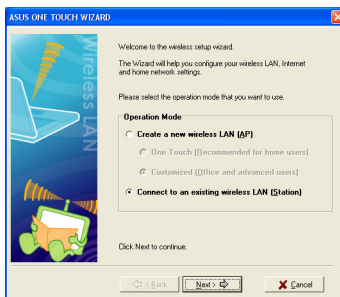 ASUS ONE TOUCH WIZARD
Wireless LAN
Welcome to the wireless setup wizard.
The Wizard will help you configure your wireless LAN, Internet
and home network settings.
Please select the operation mode that you want to use.
Operation Mode
Create a new wireless LAN (AP)
One Touch (Recommended for home users)
Customized (Office and advanced users)
Connect to an existing wireless LAN (Station)
Click Next to continue.
< Back
Next >
Cancel